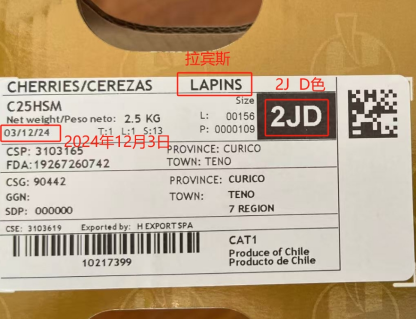 拉宾斯
2J D色
CHERRIES/CEREZAS LAPINS Size
C25HSM
Net weight/Peso neto: 2.5 KG L: 00156
03/12/24 T:1 L:1 S:13 P: 0000109
2JD
2024年12月3日
CSP: 3103165 PROVINCE: CURICO
FDA:19267260742 TOWN: TENO
CSG: 90442 PROVINCE: CURICO
GGN: TOWN: TENO
SDP: 000000 7 REGION
CSE: 3103619 Exported by: H EXPORT SPA
CAT1
Produce of Chile
Producto de Chile
10217399